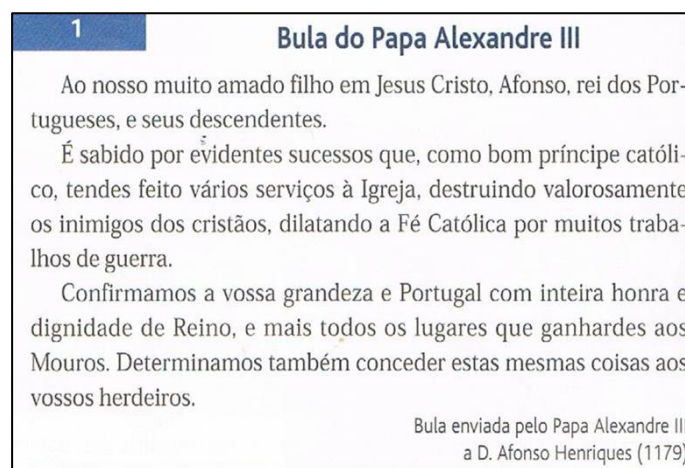 1
Bula do Papa Alexandre III
Ao nosso muito amado filho em Jesus Cristo, Afonso, rei dos Por-
tugueses, e seus descendentes.
É sabido por evidentes sucessos que, como bom príncipe católi-
co, tendes feito vários serviços à Igreja, destruindo valorosamente
os inimigos dos cristãos, dilatando a Fé Católica por muitos traba-
lhos de guerra.
Confirmamos a vossa grandeza e Portugal com inteira honra e
dignidade de Reino, e mais todos os lugares que ganhardes aos
Mouros. Determinamos também conceder estas mesmas coisas aos
vossos herdeiros.
Bula enviada pelo Papa Alexandre III
a D. Afonso Henriques (1179)